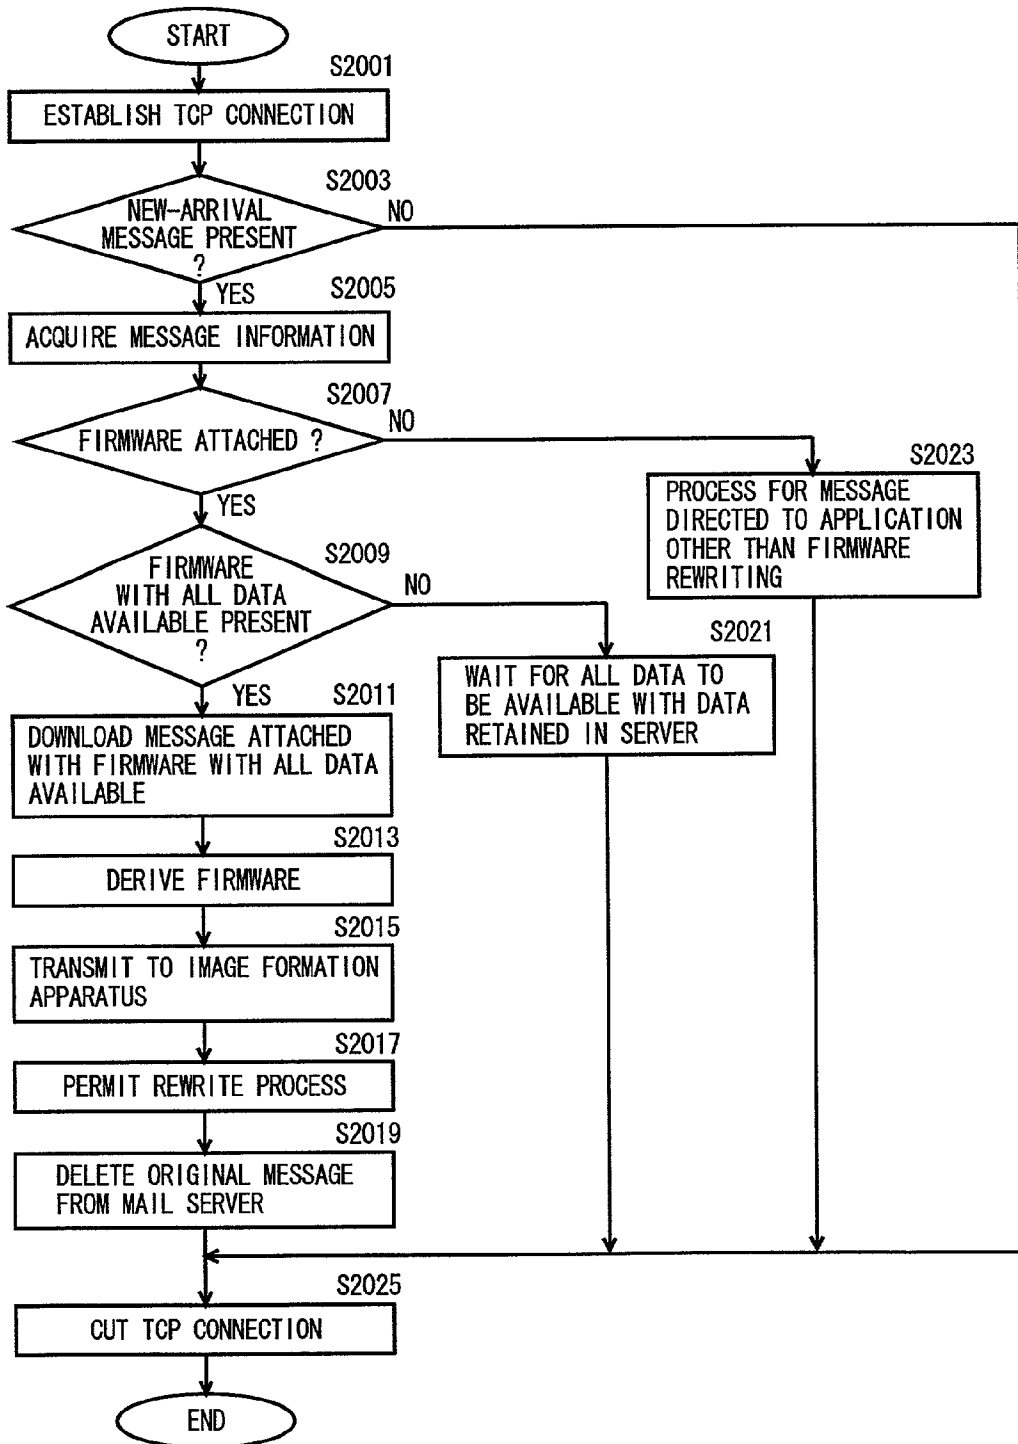 START
S2001
ESTABLISH TCP CONNECTION
S2003
NEW-ARRIVAL
MESSAGE PRESENT
?
NO
YES
S2005
ACQUIRE MESSAGE INFORMATION
S2007
FIRMWARE ATTACHED ?
NO
YES
S2023
PROCESS FOR MESSAGE
DIRECTED TO APPLICATION
OTHER THAN FIRMWARE
REWRITING
S2009
FIRMWARE
WITH ALL DATA
AVAILABLE PRESENT
?
NO
YES
S2021
WAIT FOR ALL DATA TO
BE AVAILABLE WITH DATA
RETAINED IN SERVER
S2011
DOWNLOAD MESSAGE ATTACHED
WITH FIRMWARE WITH ALL DATA
AVAILABLE
S2013
DERIVE FIRMWARE
S2015
TRANSMIT TO IMAGE FORMATION
APPARATUS
S2017
PERMIT REWRITE PROCESS
S2019
DELETE ORIGINAL MESSAGE
FROM MAIL SERVER
S2025
CUT TCP CONNECTION
END